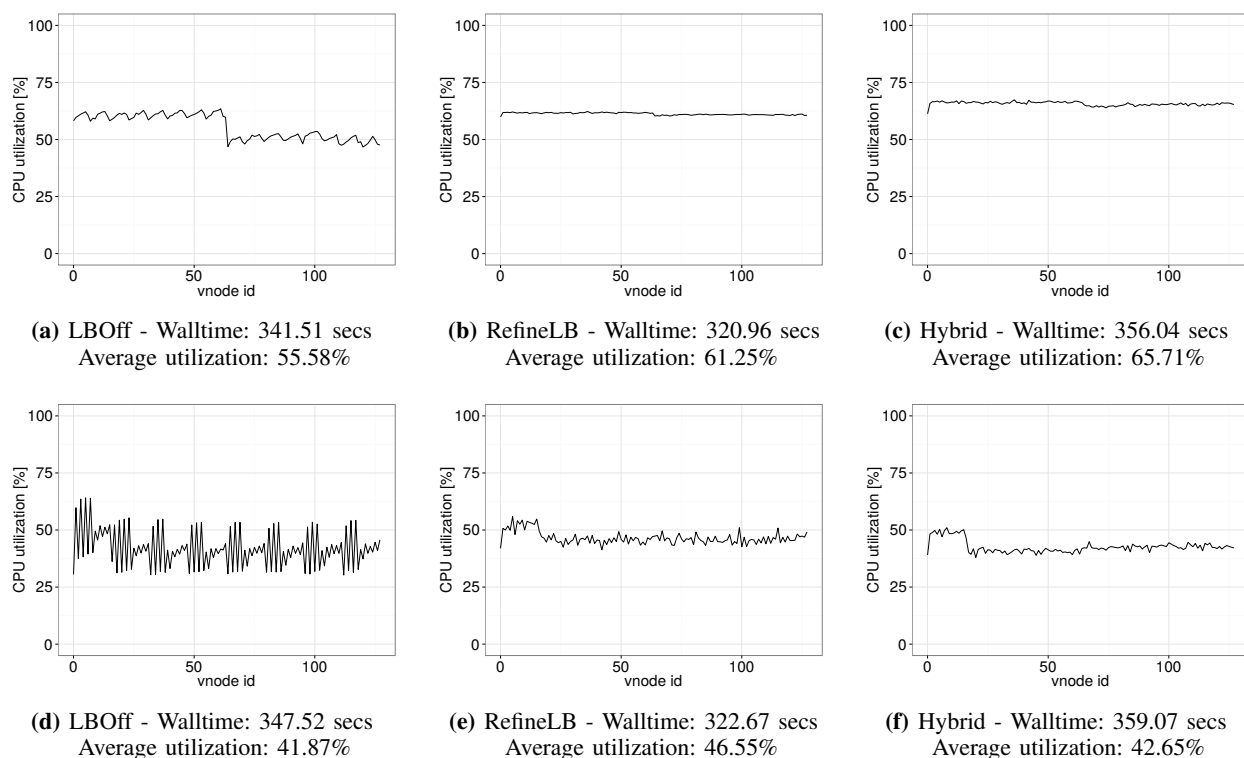 100
75
50
25
0
CPU utilization [%]
0 50 100
vnode id
(a) LBOff - Walltime: 341.51 secs
Average utilization: 55.58%
100
75
50
25
0
CPU utilization [%]
0 50 100
vnode id
(b) RefineLB - Walltime: 320.96 secs
Average utilization: 61.25%
100
75
50
25
0
CPU utilization [%]
0 50 100
vnode id
(c) Hybrid - Walltime: 356.04 secs
Average utilization: 65.71%
100
75
50
25
0
CPU utilization [%]
0 50 100
vnode id
(d) LBOff - Walltime: 347.52 secs
Average utilization: 41.87%
100
75
50
25
0
CPU utilization [%]
0 50 100
vnode id
(e) RefineLB - Walltime: 322.67 secs
Average utilization: 46.55%
100
75
50
25
0
CPU utilization [%]
0 50 100
vnode id
(f) Hybrid - Walltime: 359.07 secs
Average utilization: 42.65%